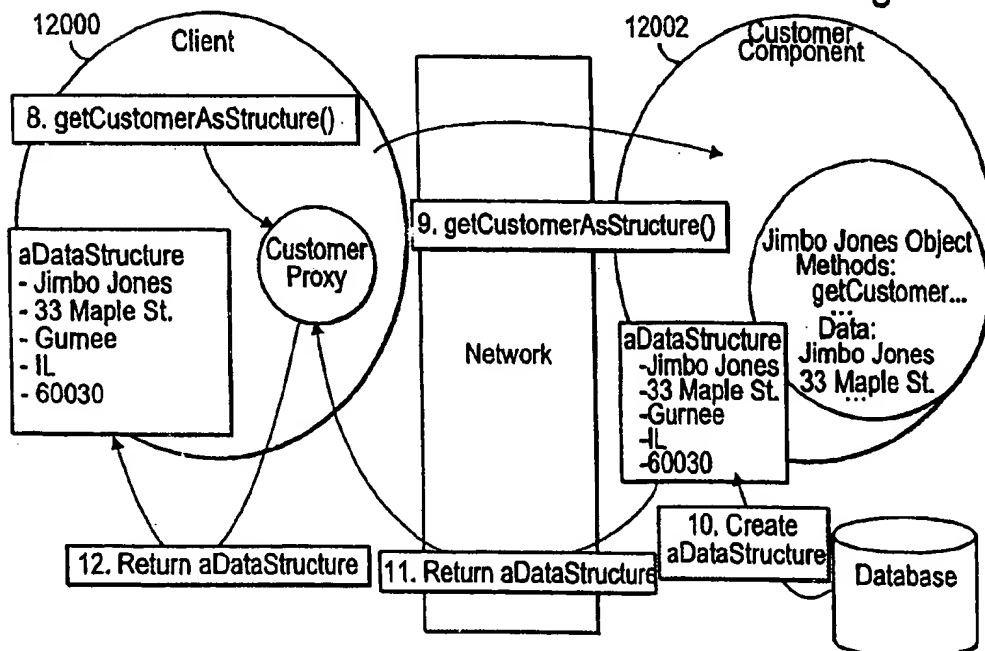 g
12000
Client
12002
Customer
Component
8. getCustomerAsStructure()
9. getCustomerAsStructure()
Customer
Proxy
aDataStructure
- Jimbo Jones
- 33 Maple St.
- Gurnee
- IL
- 60030
Network
Jimbo Jones Object
Methods:
getCustomer...
...
Data:
Jimbo Jones
33 Maple St.
...
aDataStructure
-Jimbo Jones
-33 Maple St.
-Gurnee
-IL
-60030
10. Create
aDataStructure
Database
12. Return aDataStructure
11. Return aDataStructure